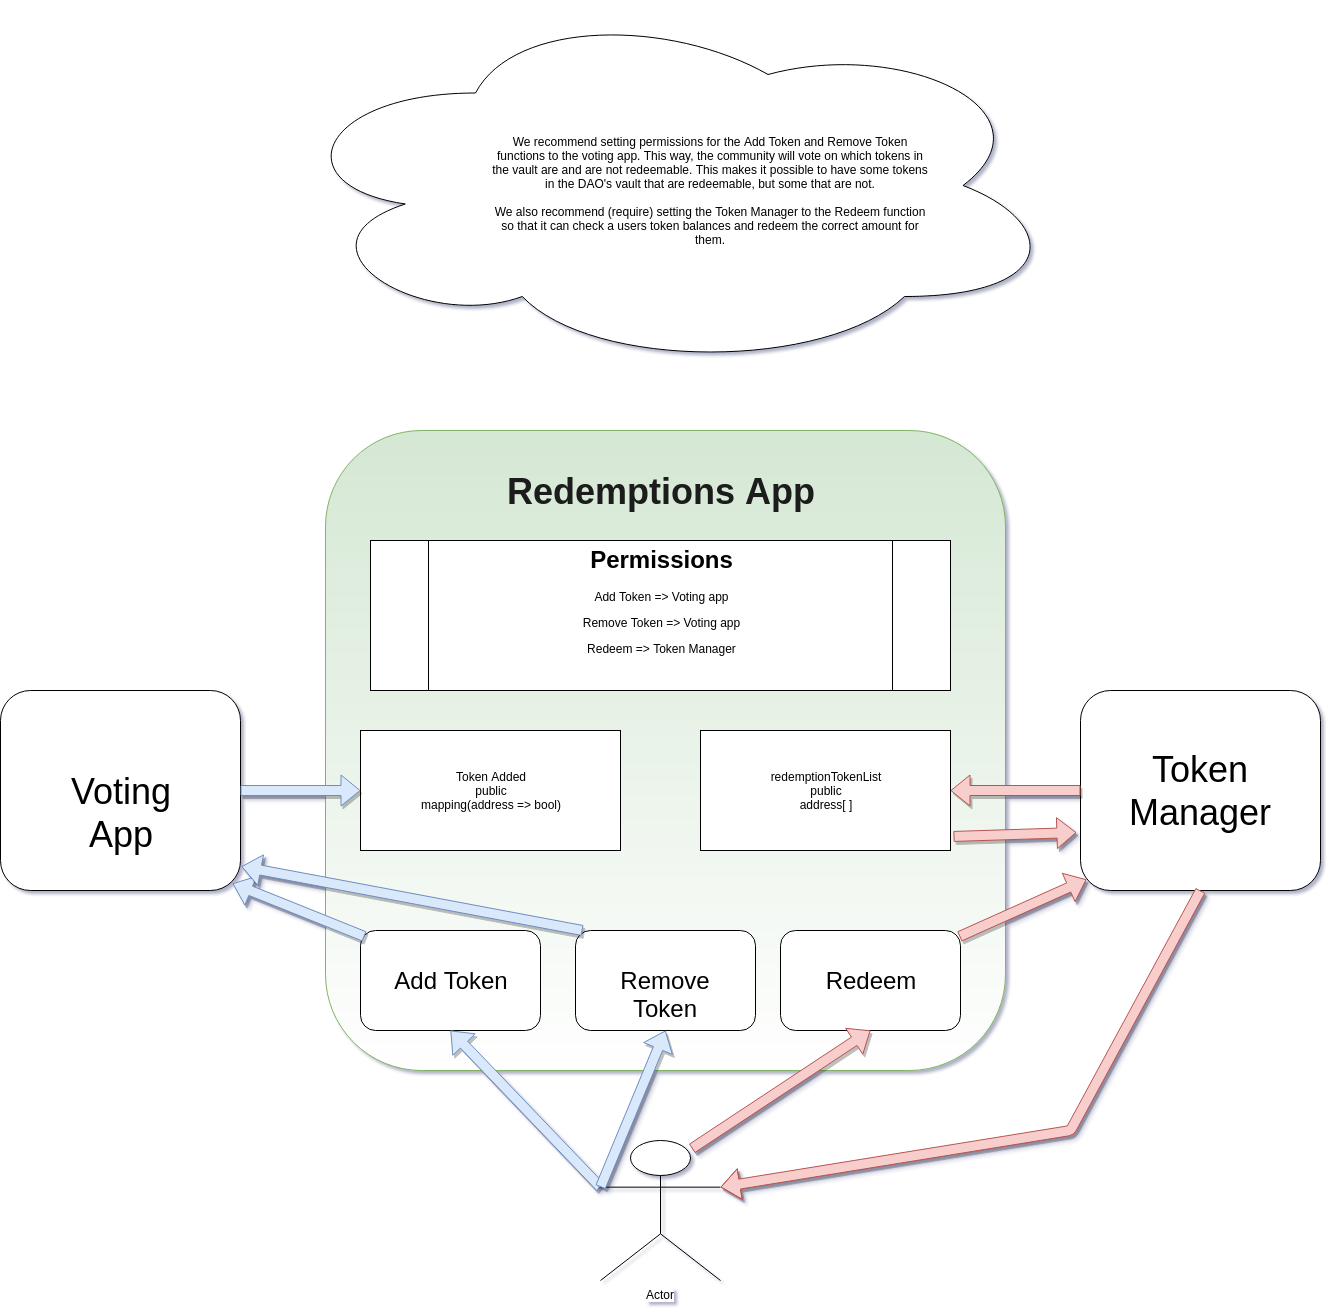 We recommend setting permissions for the Add Token and Remove Token
functions to the voting app. This way, the community will vote on which tokens in
the vault are and are not redeemable. This makes it possible to have some tokens
in the DAO's vault that are redeemable, but some that are not.
We also recommend (require) setting the Token Manager to the Redeem function
so that it can check a users token balances and redeem the correct amount for
them.
Redemptions App
Permissions
Add Token => Voting app
Remove Token => Voting app
Redeem => Token Manager
Voting
App
Token Added
public
mapping(address => bool)
redemptionTokenList
public
address[ ]
Token
Manager
Add Token
Remove
Token
Redeem
Actor